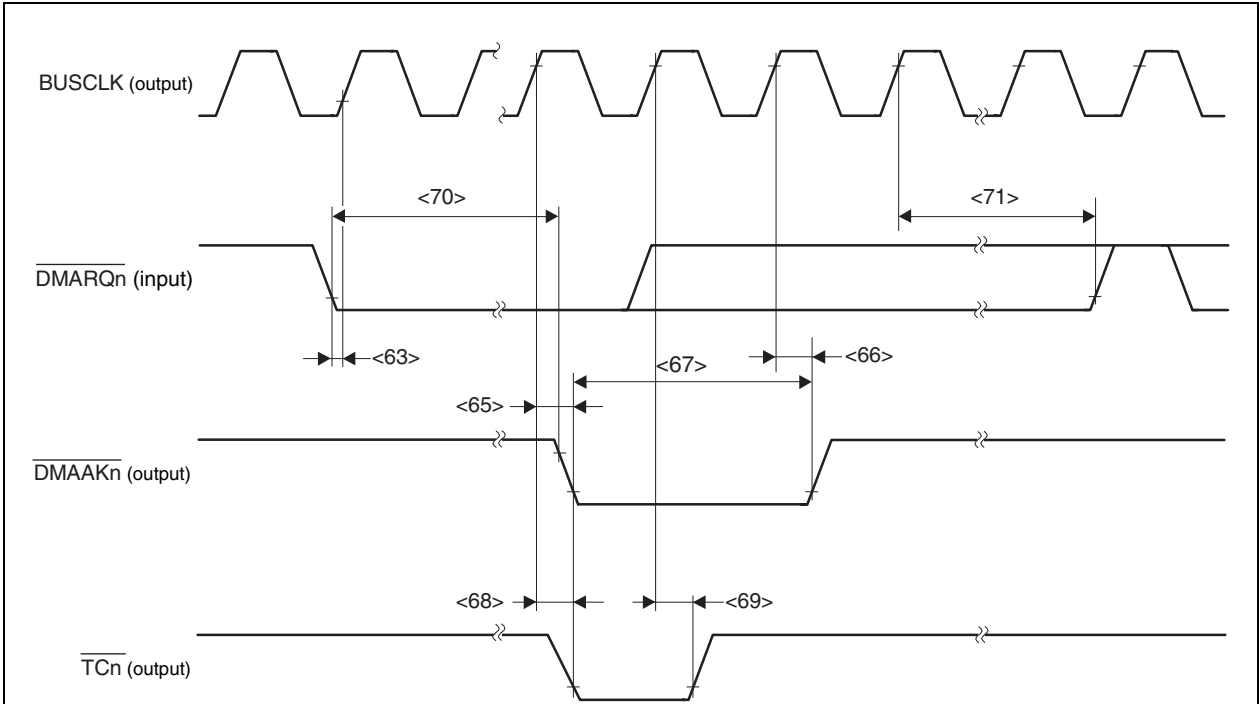 BUSCLK (output)
<70>
<71>
DMARQn (input)
<63>
<66>
<67>
<65>
DMAAKn (output)
<68>
<69>
TCn (output)